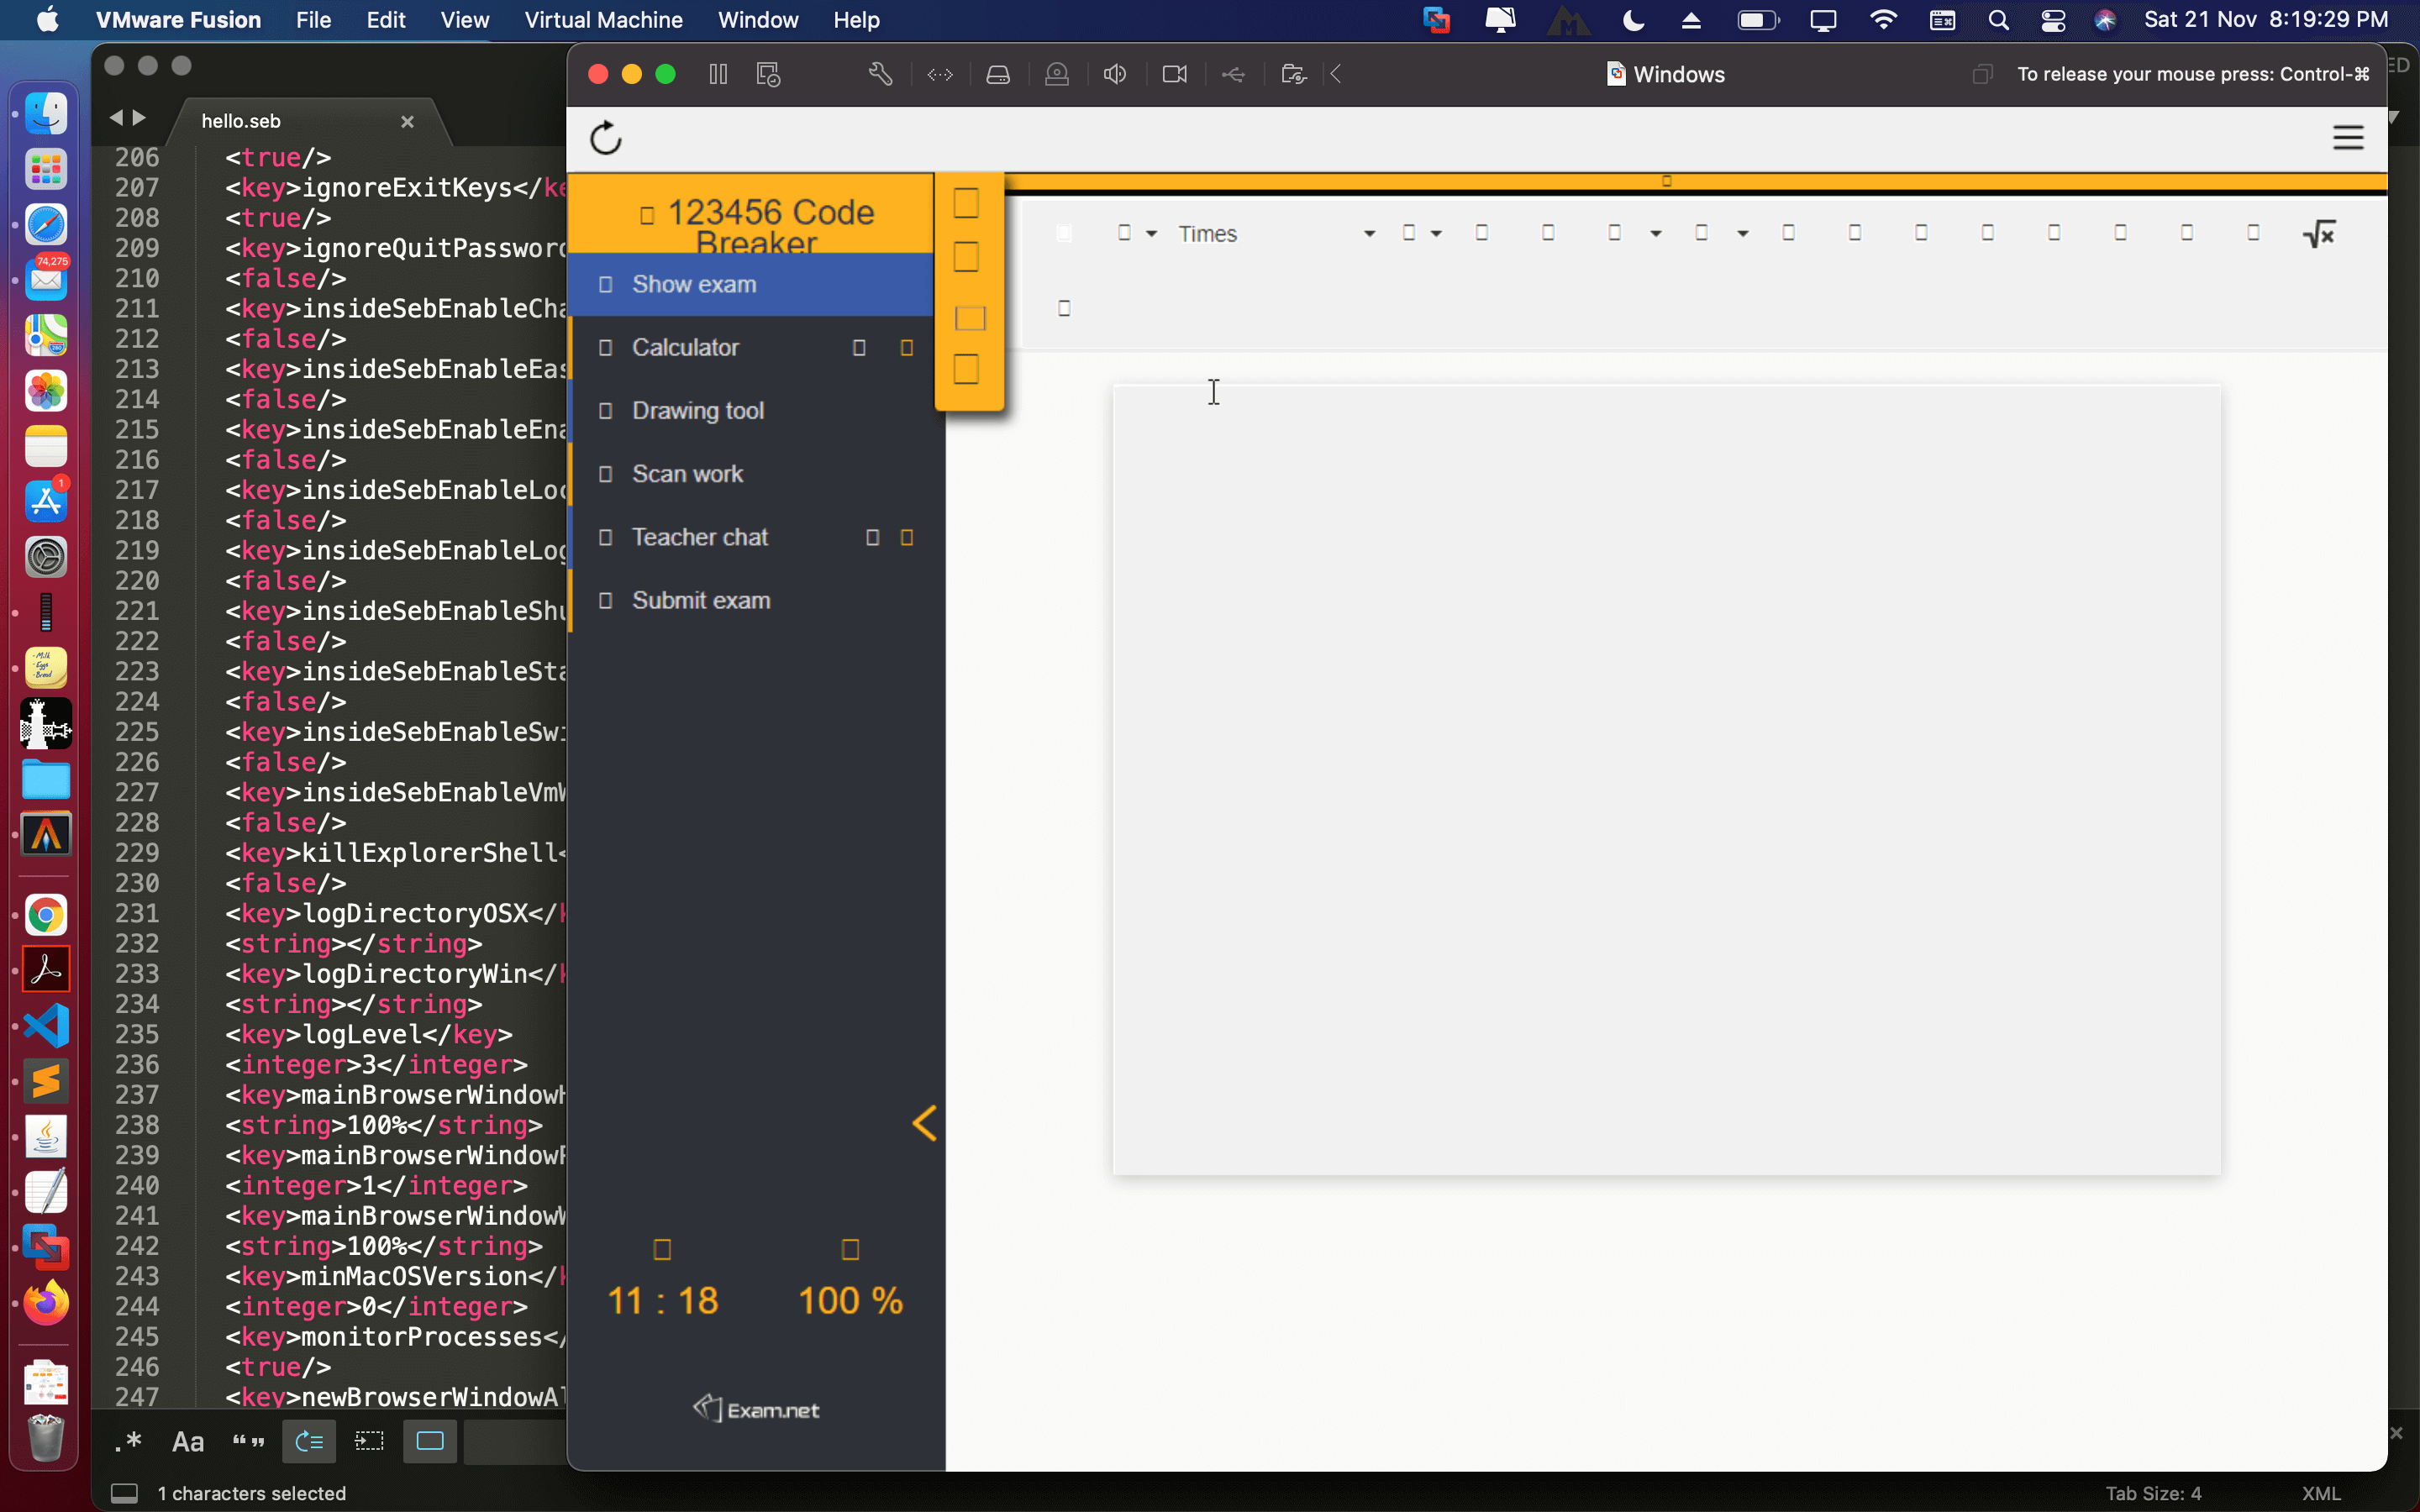 VMware Fusion File Edit View Virtual Machine Window Help Sat 21 Nov 8:19:29 PM
Windows To release your mouse press: Control-⌘
ED
hello.seb
74,275
1
206 <true/>
207 <key>ignoreExitKeys</ke
208 <true/>
209 <key>ignoreQuitPassword
210 <false/>
211 <key>insideSebEnableCha
212 <false/>
213 <key>insideSebEnableEas
214 <false/>
215 <key>insideSebEnableEna
216 <false/>
217 <key>insideSebEnableLoc
218 <false/>
219 <key>insideSebEnableLog
220 <false/>
221 <key>insideSebEnableShu
222 <false/>
223 <key>insideSebEnableSta
224 <false/>
225 <key>insideSebEnableSwi
226 <false/>
227 <key>insideSebEnableVmW
228 <false/>
229 <key>killExplorerShell<
230 <false/>
231 <key>logDirectoryOSX</k
232 <string></string>
233 <key>logDirectoryWin</k
234 <string></string>
235 <key>logLevel</key>
236 <integer>3</integer>
237 <key>mainBrowserWindowH
238 <string>100%</string>
239 <key>mainBrowserWindowP
240 <integer>1</integer>
241 <key>mainBrowserWindowW
242 <string>100%</string>
243 <key>minMacOSVersion</k
244 <integer>0</integer>
245 <key>monitorProcesses</
246 <true/>
247 <key>newBrowserWindowAl
.* Aa “ ”
1 characters selected
Tab Size: 4 XML
123456 Code
Breaker
Show exam
Calculator
Drawing tool
Scan work
Teacher chat
Submit exam
11 : 18 100 %
Exam.net
Times
√x
Milk
Eggs
Bread